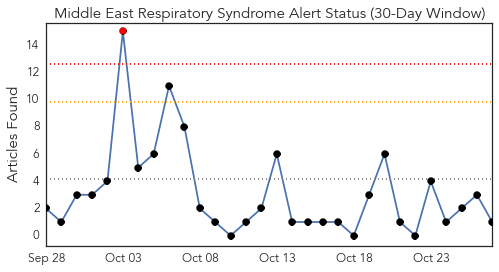 Middle East Respiratory Syndrome Alert Status (30-Day Window)
Articles Found
14
12
10
8
6
4
2
0
Sep 28 Oct 03 Oct 08 Oct 13 Oct 18 Oct 23